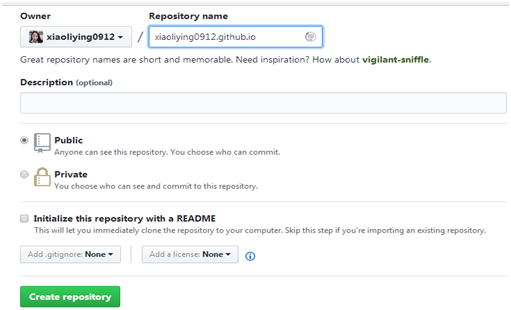 Owner
Repository name
xiaoliying0912
/
xiaoliying0912.github.io
Great repository names are short and memorable. Need inspiration? How about vigilant-sniffle.
Description (optional)
Public
Anyone can see this repository. You choose who can commit.
Private
You choose who can see and commit to this repository.
Initialize this repository with a README
This will let you immediately clone the repository to your computer. Skip this step if you're importing an existing repository.
Add .gitignore: None
Add a license: None
Create repository